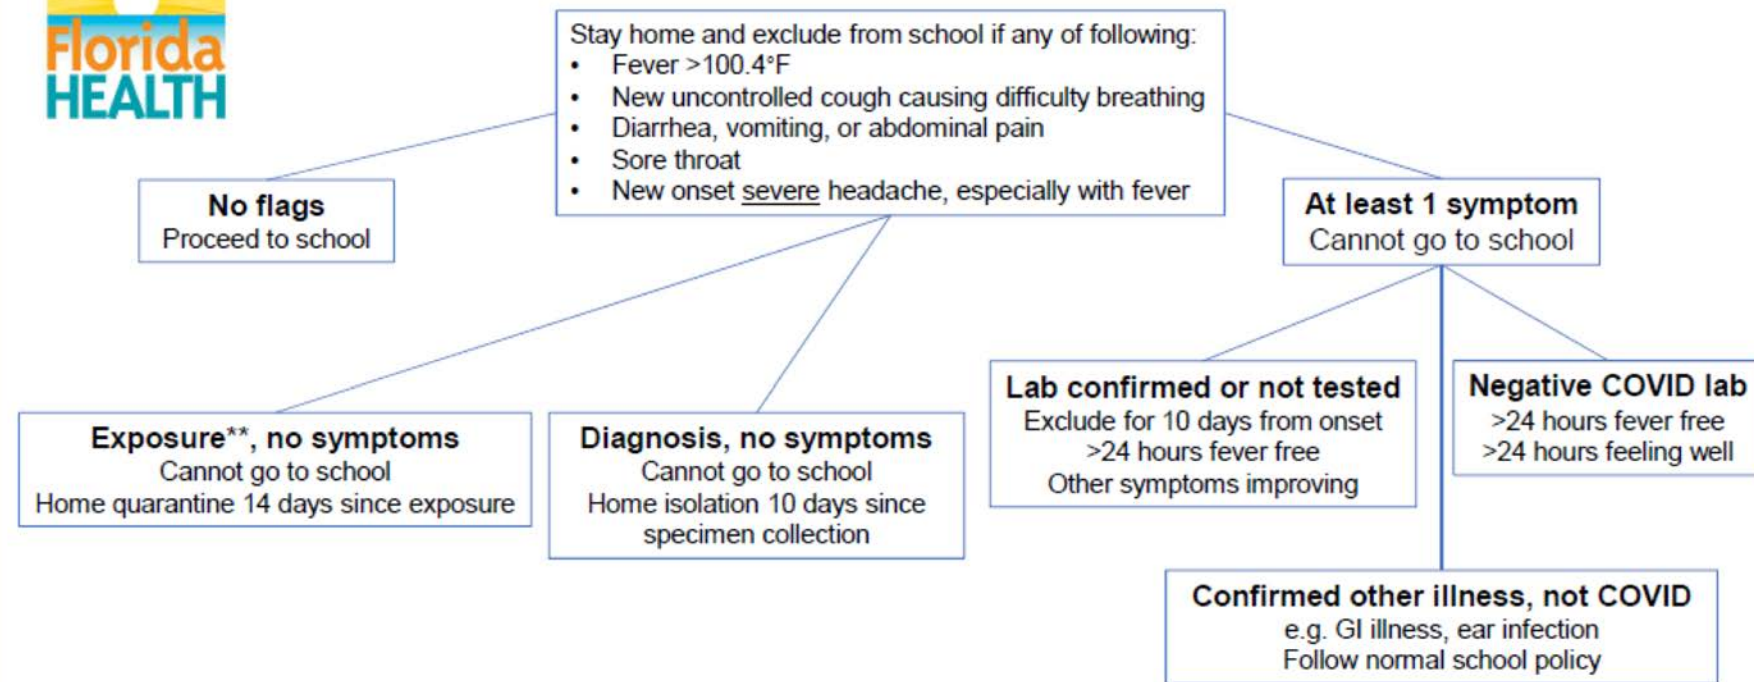 Florida
HEALTH
Stay home and exclude from school if any of following:
• Fever >100.4°F
• New uncontrolled cough causing difficulty breathing
• Diarrhea, vomiting, or abdominal pain
• Sore throat
• New onset severe headache, especially with fever
No flags
Proceed to school
At least 1 symptom
Cannot go to school
Exposure**, no symptoms
Cannot go to school
Home quarantine 14 days since exposure
Diagnosis, no symptoms
Cannot go to school
Home isolation 10 days since
specimen collection
Lab confirmed or not tested
Exclude for 10 days from onset
>24 hours fever free
Other symptoms improving
Negative COVID lab
>24 hours fever free
>24 hours feeling well
Confirmed other illness, not COVID
e.g. GI illness, ear infection
Follow normal school policy